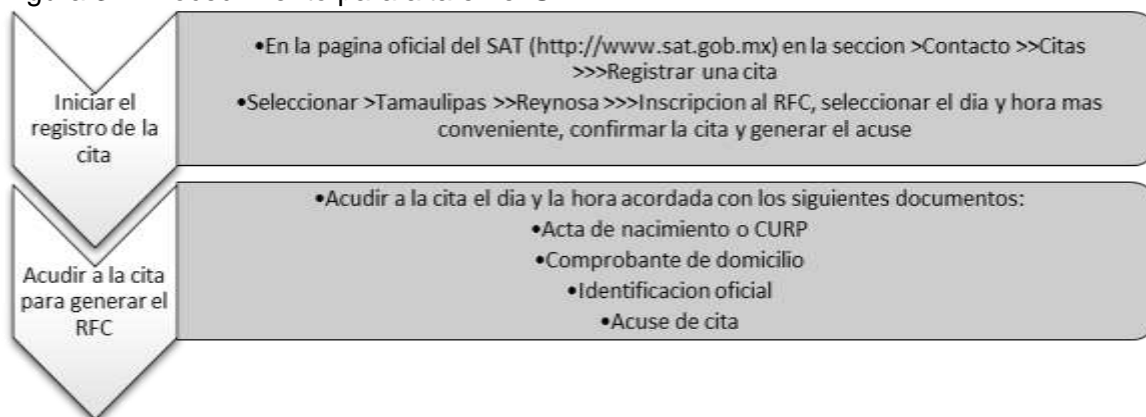 •En la pagina oficial del SAT (http://www.sat.gob.mx) en la seccion >Contacto >>Citas
>>>Registrar una cita
•Seleccionar >Tamaulipas >>Reynosa >>>Inscripcion al RFC, seleccionar el dia y hora mas
conveniente, confirmar la cita y generar el acuse
Iniciar el
registro de la
cita
•Acudir a la cita el dia y la hora acordada con los siguientes documentos:
•Acta de nacimiento o CURP
•Comprobante de domicilio
•Identificacion oficial
•Acuse de cita
Acudir a la cita
para generar el
RFC